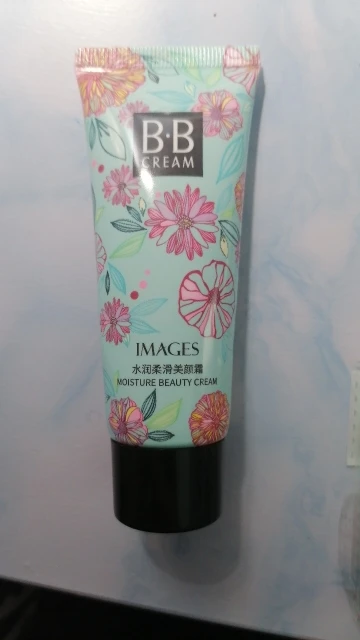 B·B
CREAM
IMAGES
水润柔滑美颜霜
MOISTURE BEAUTY CREAM